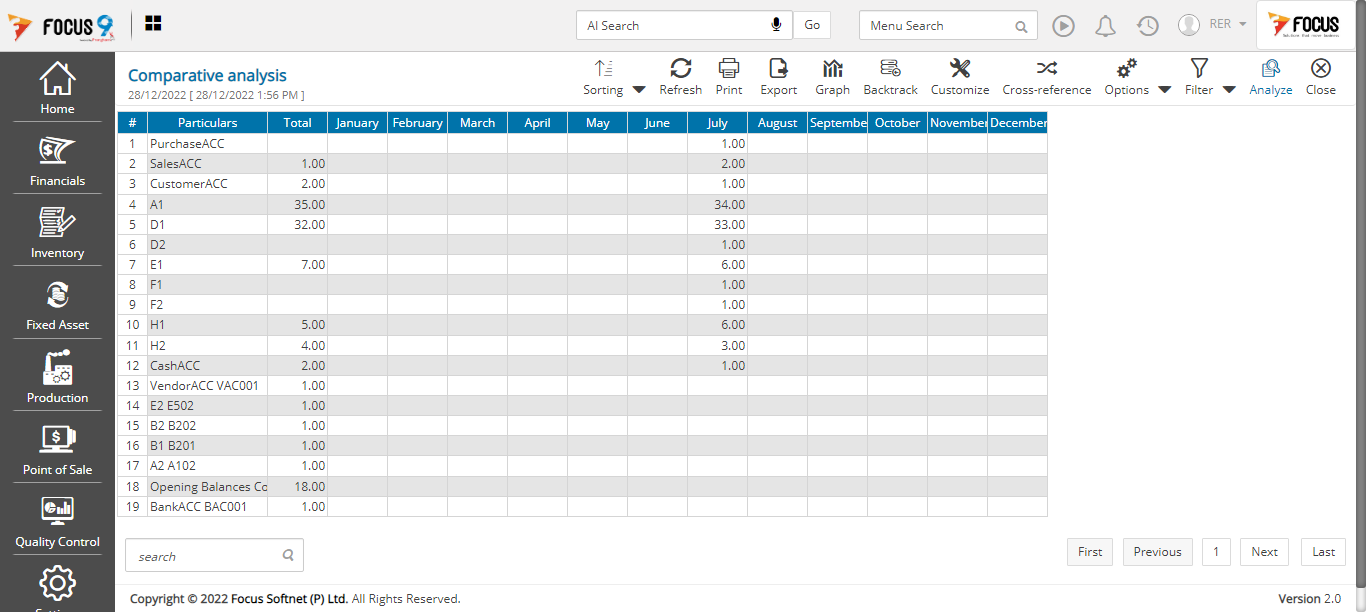 FOCUS 9
AI Search Go Menu Search RER FOCUS
Comparative analysis
28/12/2022 [ 28/12/2022 1:56 PM ]
Sorting Refresh Print Export Graph Backtrack Customize Cross-reference Options Filter Analyze Close
Home
Financials
Inventory
Fixed Asset
Production
Point of Sale
Quality Control
# Particulars Total January February March April May June July August Septembe October November December
1 PurchaseACC 1.00
2 SalesACC 1.00 2.00
3 CustomerACC 2.00 1.00
4 A1 35.00 34.00
5 D1 32.00 33.00
6 D2 1.00
7 E1 7.00 6.00
8 F1 1.00
9 F2 1.00
10 H1 5.00 6.00
11 H2 4.00 3.00
12 CashACC 2.00 1.00
13 VendorACC VAC001 1.00
14 E2 E502 1.00
15 B2 B202 1.00
16 B1 B201 1.00
17 A2 A102 1.00
18 Opening Balances Co 18.00
19 BankACC BAC001 1.00
search First Previous 1 Next Last
Copyright © 2022 Focus Softnet (P) Ltd. All Rights Reserved. Version 2.0